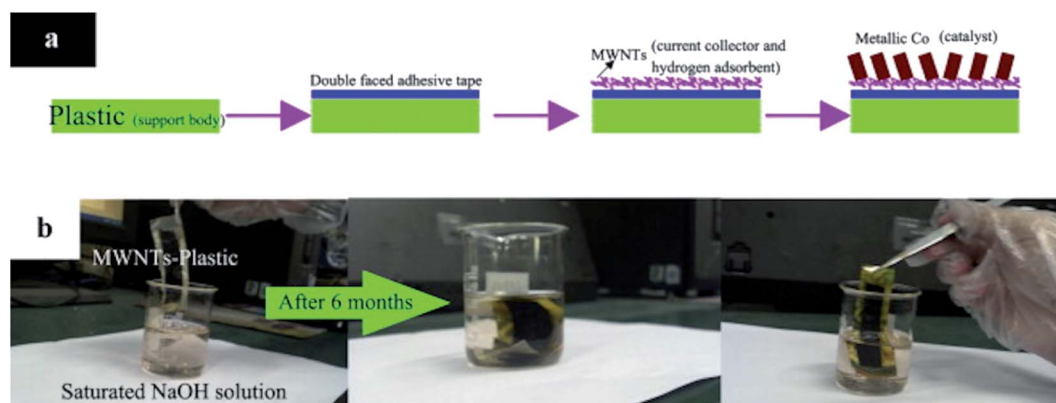 a
Double faced adhesive tape
MWNTs (current collector and
hydrogen adsorbent)
Metallic Co (catalyst)
Plastic (support body)
b
MWNTs-Plastic
After 6 months
Saturated NaOH solution